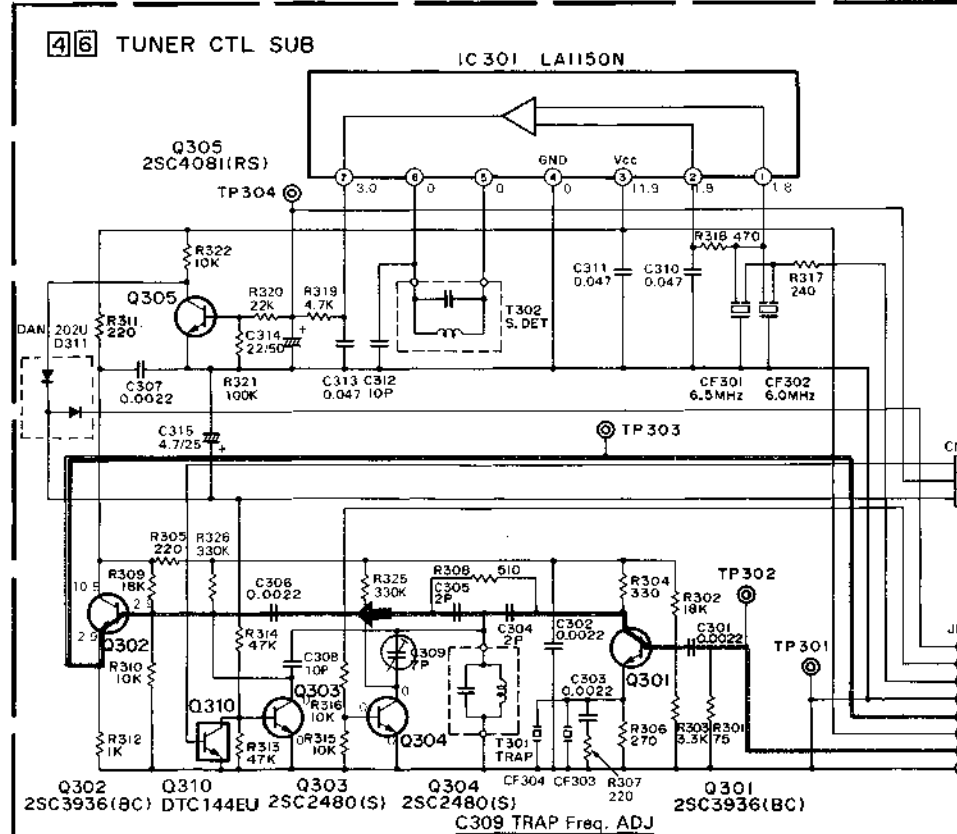 46 TUNER CTL SUB
IC301 LA1150N
GND
Vcc
7 6 5 4 3 2 1
3.0 0 0 0 11.9 1.9 1.8
Q305
2SC4081(RS)
TP304
R322
10K
Q305
R320
22K
R319
4.7K
C314
22/50
R321
100K
DAN 202U
D311
R311
220
C307
0.0022
C313
0.047
C312
10P
T302
S. DET
C311
0.047
C310
0.047
R318 470
R317
240
CF301
6.5MHz
CF302
6.0MHz
C315
4.7/25
TP303
R305
220
R326
330K
R309
18K
10.5
2.9
Q302
C306
0.0022
R325
330K
R308 510
C305
2P
C304
2P
C302
0.0022
R304
330
R302
18K
TP302
C301
0.0022
TP301
R310
10K
R314
47K
C308
10P
C309
7P
Q301
C303
0.0022
Q310
Q303
R316
10K
Q304
R312
1K
R313
47K
R315
10K
T301
TRAP
R306
270
R303
3.3K
R301
75
CF304
CF303
R307
220
Q302
2SC3936(BC)
Q310
DTC144EU
Q303
2SC2480(S)
Q304
2SC2480(S)
Q301
2SC3936(BC)
C309 TRAP Freq. ADJ